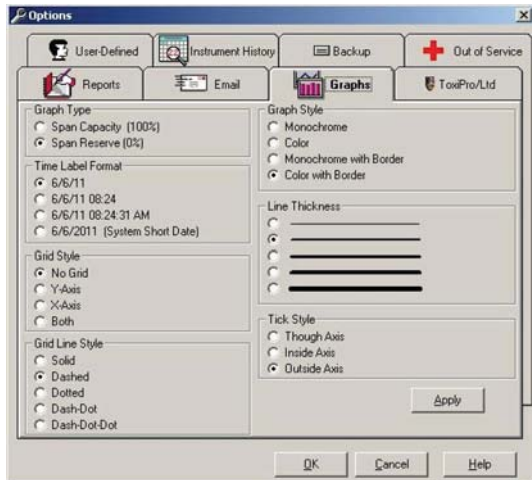 Options
User-Defined
Instrument History
Backup
Out of Service
Reports
Email
Graphs
ToxiPro/Ltd
Graph Type
Span Capacity (100%)
Span Reserve (0%)
Time Label Format
6/6/11
6/6/11 08:24
6/6/11 08:24:31 AM
6/6/2011 (System Short Date)
Grid Style
No Grid
Y-Axis
X-Axis
Both
Grid Line Style
Solid
Dashed
Dotted
Dash-Dot
Dash-Dot-Dot
Graph Style
Monochrome
Color
Monochrome with Border
Color with Border
Line Thickness
Tick Style
Though Axis
Inside Axis
Outside Axis
Apply
OK
Cancel
Help